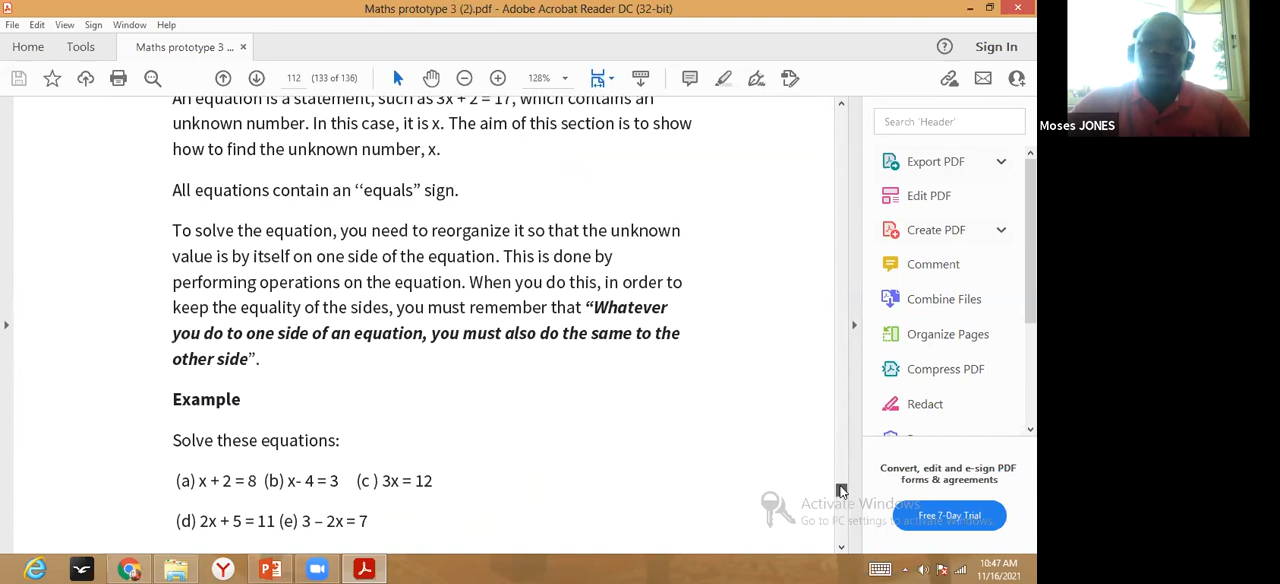 Maths prototype 3 (2).pdf - Adobe Acrobat Reader DC (32-bit)
File Edit View Sign Window Help
Home Tools Maths prototype 3 ... × Sign In
112 (133 of 136) 128%
An equation is a statement, such as 3x + 2 = 17, which contains an
unknown number. In this case, it is x. The aim of this section is to show
how to find the unknown number, x.
All equations contain an ‘‘equals” sign.
To solve the equation, you need to reorganize it so that the unknown
value is by itself on one side of the equation. This is done by
performing operations on the equation. When you do this, in order to
keep the equality of the sides, you must remember that “Whatever
you do to one side of an equation, you must also do the same to the
other side”.
Example
Solve these equations:
(a) x + 2 = 8 (b) x- 4 = 3 (c ) 3x = 12
(d) 2x + 5 = 11 (e) 3 – 2x = 7
Search 'Header'
Export PDF
Edit PDF
Create PDF
Comment
Combine Files
Organize Pages
Compress PDF
Redact
Convert, edit and e-sign PDF
forms & agreements
Free 7-Day Trial
Activate Windows
Go to PC settings to activate Windows.
10:47 AM
11/16/2021
Moses JONES